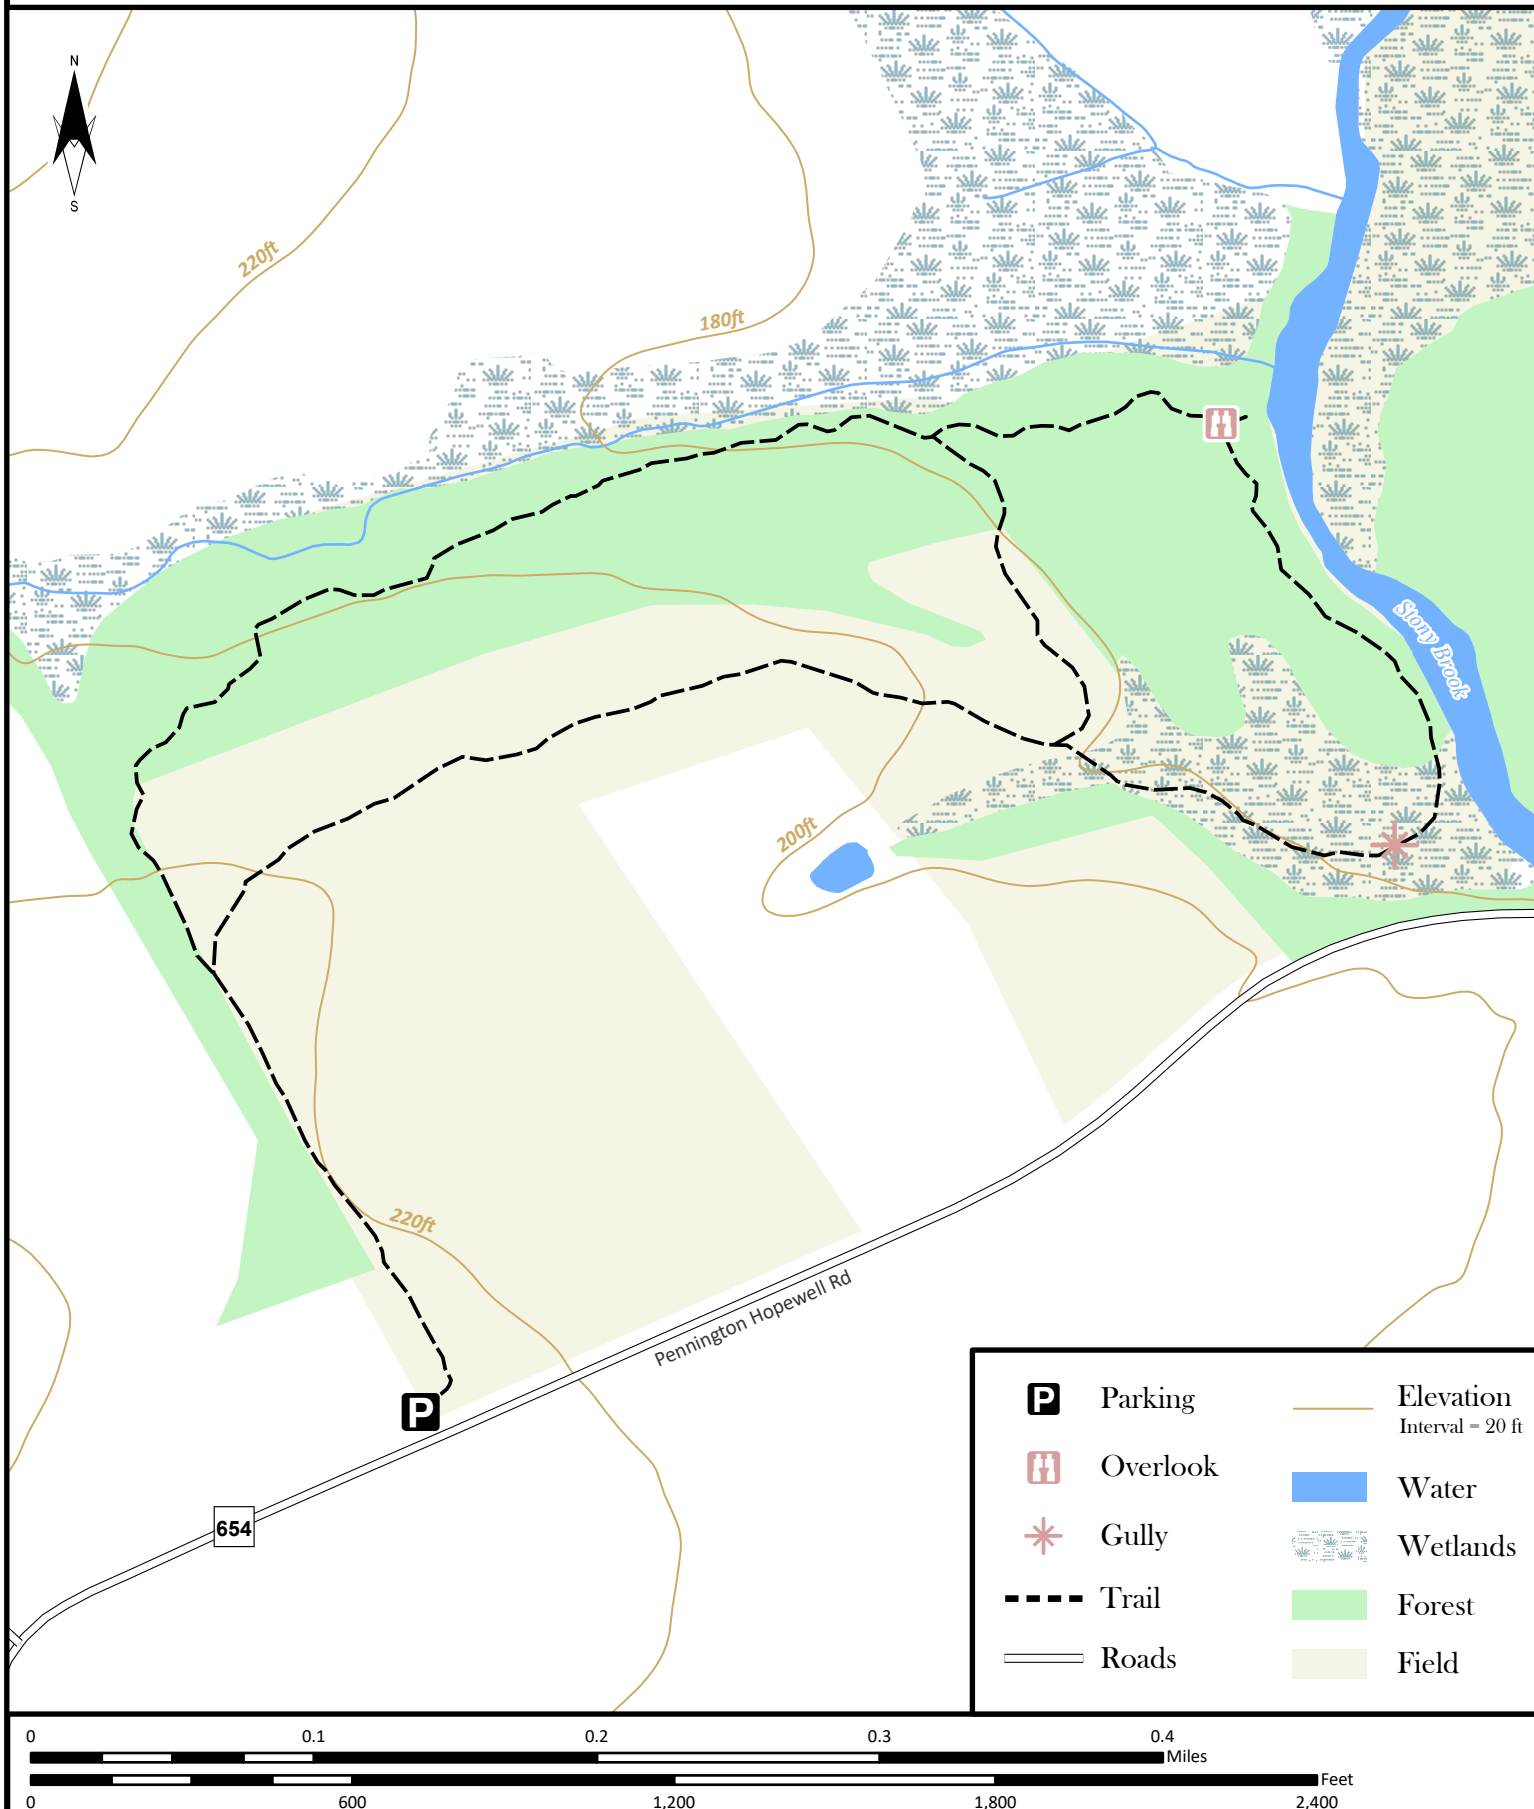 N
S
220ft
180ft
Stony Brook
200ft
220ft
Pennington Hopewell Rd
P
654
P Parking
Overlook
Gully
Trail
Roads
Elevation
Interval = 20 ft
Water
Wetlands
Forest
Field
0 0.1 0.2 0.3 0.4
Miles
Feet
0 600 1,200 1,800 2,400